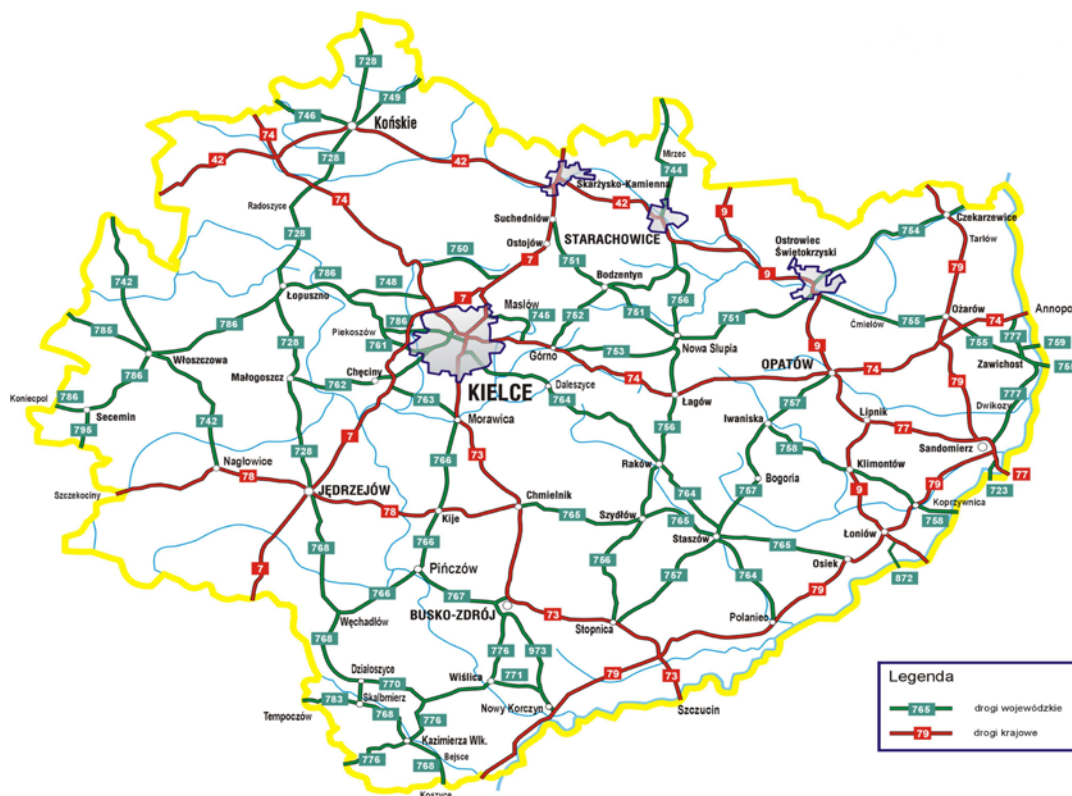 728
749
746
Końskie
74
42
728
42
Mirzec
744
Skarżysko-Kamienna
42
9
74
Radoszyce
Suchedniów
STARACHOWICE
Czekarzewice
754
Tarłów
728
Ostojów
750
7
751
Bodzentyn
Ostrowiec
Świętokrzyski
9
79
742
786
748
Łopuszno
7
Masłów
756
751
751
Ożarów
Annopo
745
752
Ćmielów
755
74
777
785
786
Piekoszów
786
761
Nowa Słupia
755
759
Włoszczowa
728
Górno
753
9
OPATÓW
Zawichost
755
786
Małogoszcz
762
Chęciny
KIELCE
Daleszyce
74
74
79
777
Koniecpol
786
763
764
Łagów
757
Dwikozy
Secemin
795
742
Morawica
756
Iwaniska
Lipnik
77
7
728
73
758
Sandomierz
Nagłowice
766
Raków
Klimontów
77
78
764
757
Bogoria
79
723
Szczekociny
JĘDRZEJÓW
9
Koprzywnica
78
Kije
Chmielnik
765
Szydłów
765
758
Staszów
Łoniów
768
766
765
7
756
Osiek
Pińczów
757
764
872
766
767
79
BUSKO-ZDRÓJ
73
Węchadłów
Stopnica
Połaniec
768
776
973
Działoszyce
Wiślica
771
79
73
770
Skalbmierz
783
Nowy Korczyn
Szczucin
Tempoczów
768
776
Kazimierza Wlk.
776
Bejsce
768
Koszyce
Legenda
765 drogi wojewódzkie
79 drogi krajowe